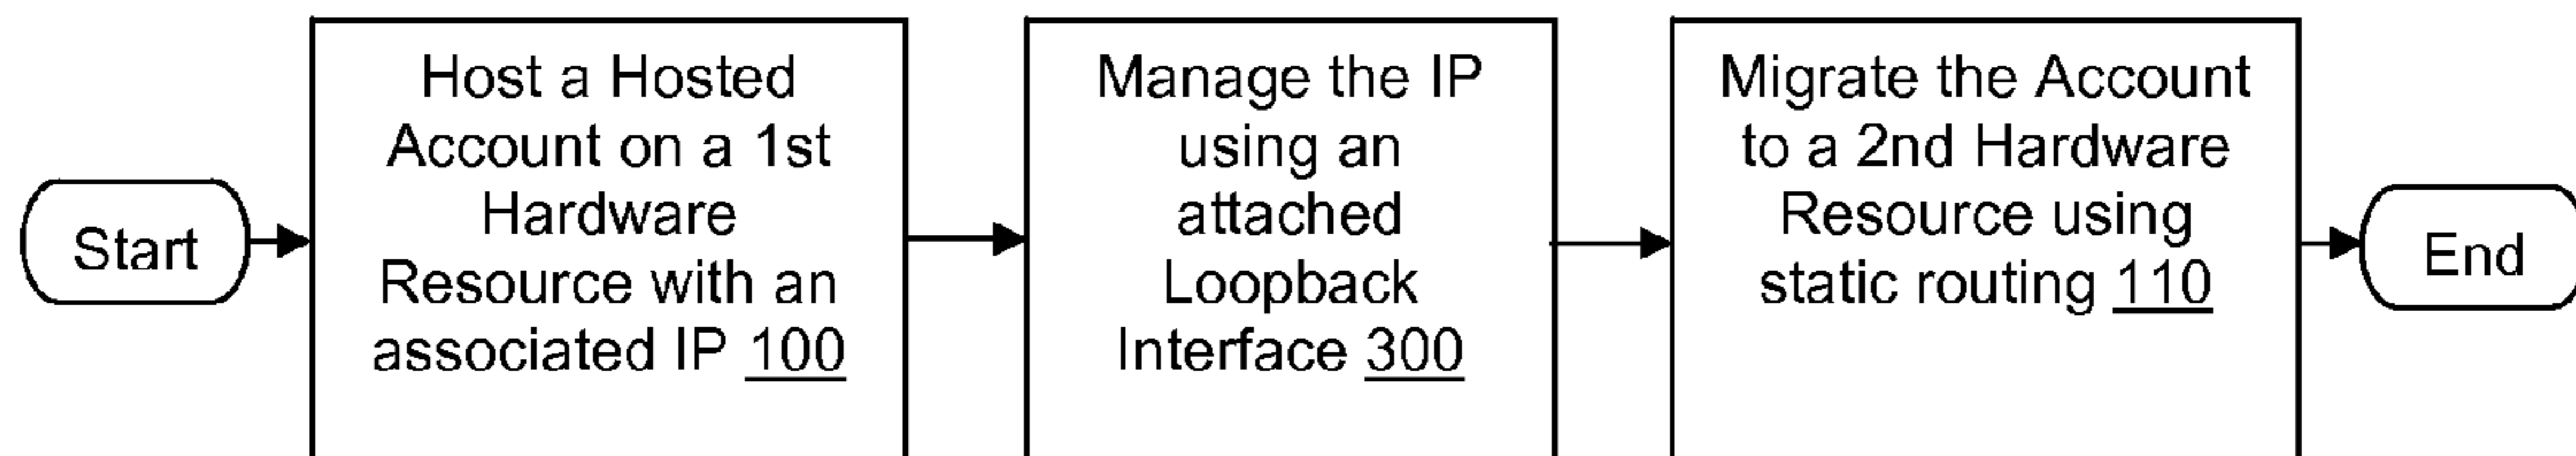 Start
Host a Hosted
Account on a 1st
Hardware
Resource with an
associated IP 100
Manage the IP
using an
attached
Loopback
Interface 300
Migrate the Account
to a 2nd Hardware
Resource using
static routing 110
End